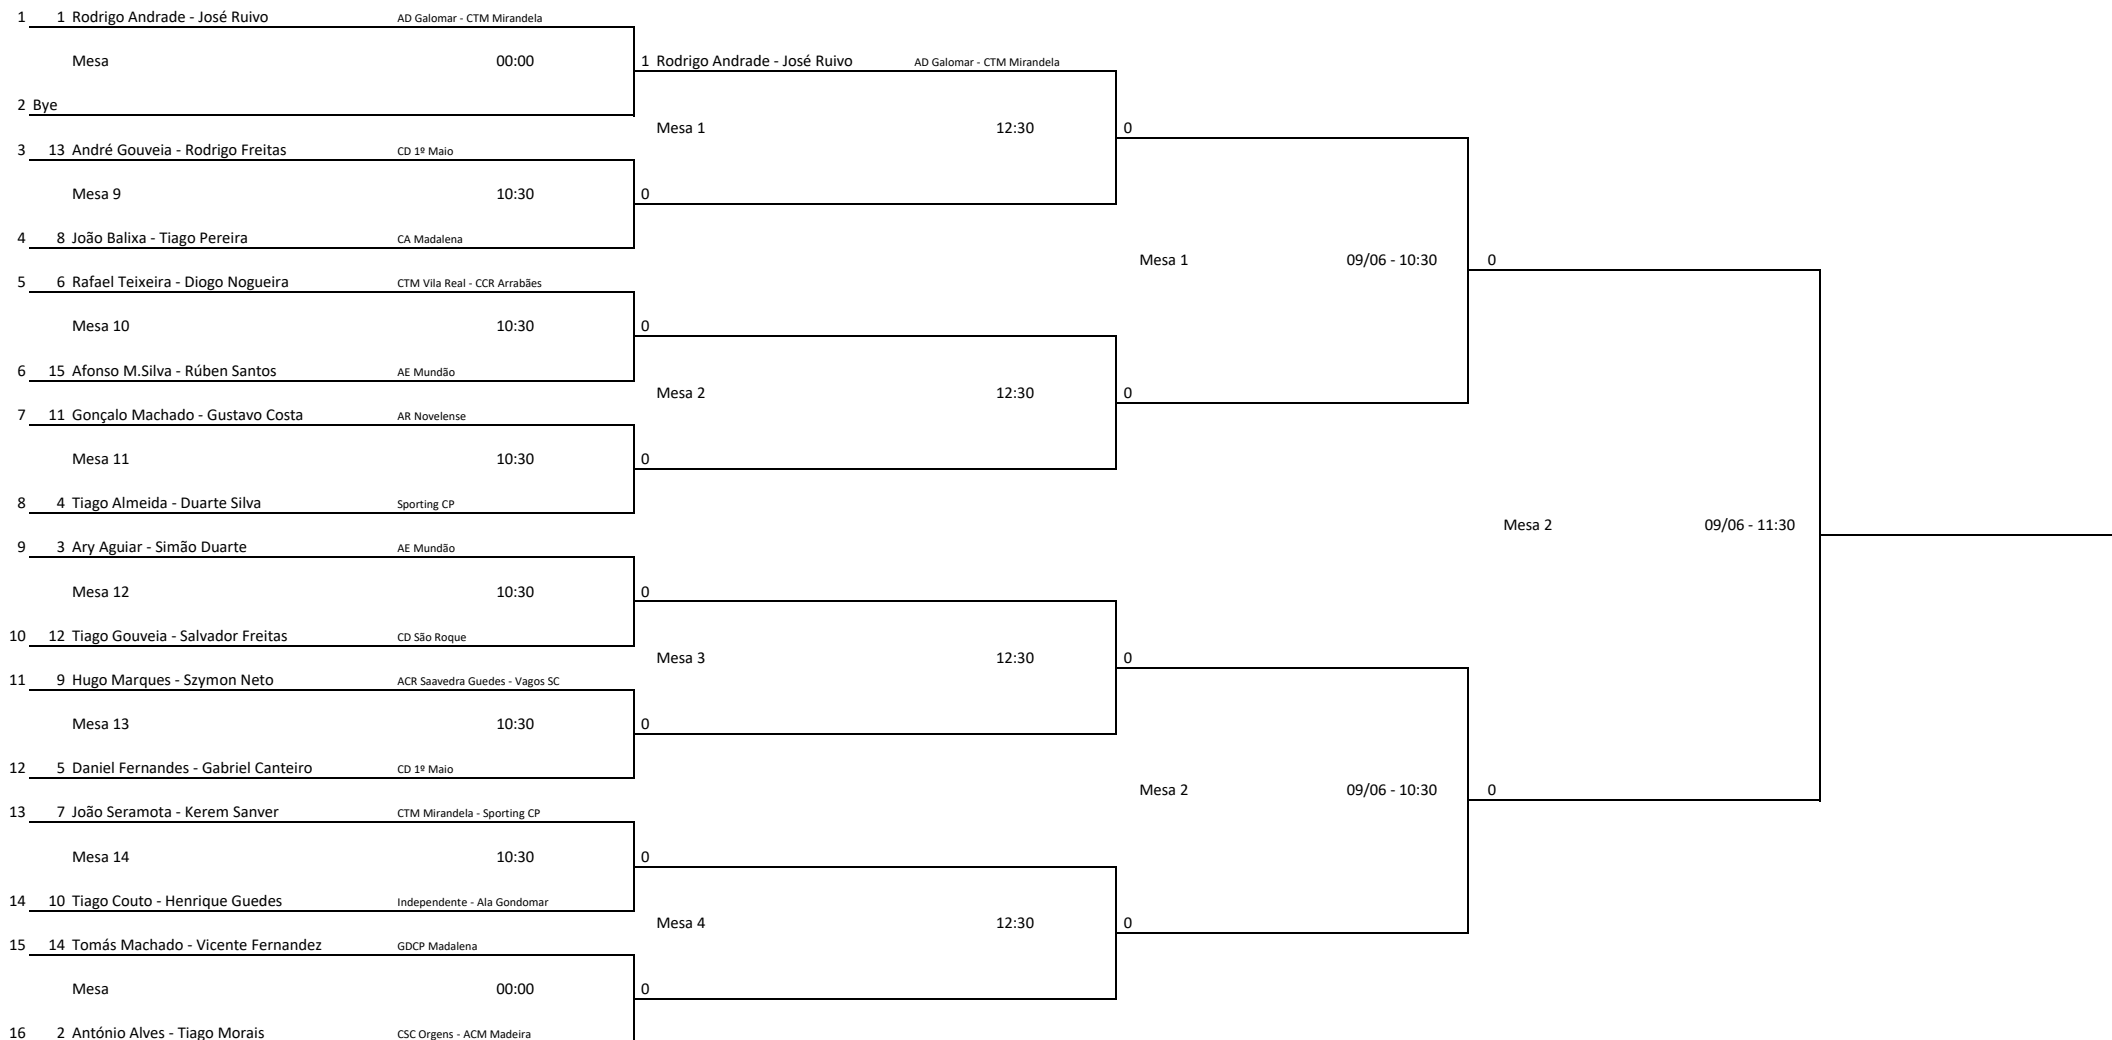 1 1 Rodrigo Andrade - José Ruivo AD Galomar - CTM Mirandela
Mesa 00:00 1 Rodrigo Andrade - José Ruivo AD Galomar - CTM Mirandela
2 Bye
Mesa 1 12:30 0
3 13 André Gouveia - Rodrigo Freitas CD 1º Maio
Mesa 9 10:30 0
4 8 João Balixa - Tiago Pereira CA Madalena
Mesa 1 09/06 - 10:30 0
5 6 Rafael Teixeira - Diogo Nogueira CTM Vila Real - CCR Arrabães
Mesa 10 10:30 0
6 15 Afonso M.Silva - Rúben Santos AE Mundão
Mesa 2 12:30 0
7 11 Gonçalo Machado - Gustavo Costa AR Novelense
Mesa 11 10:30 0
8 4 Tiago Almeida - Duarte Silva Sporting CP
Mesa 2 09/06 - 11:30
9 3 Ary Aguiar - Simão Duarte AE Mundão
Mesa 12 10:30 0
10 12 Tiago Gouveia - Salvador Freitas CD São Roque
Mesa 3 12:30 0
11 9 Hugo Marques - Szymon Neto ACR Saavedra Guedes - Vagos SC
Mesa 13 10:30 0
12 5 Daniel Fernandes - Gabriel Canteiro CD 1º Maio
Mesa 2 09/06 - 10:30 0
13 7 João Seramota - Kerem Sanver CTM Mirandela - Sporting CP
Mesa 14 10:30 0
14 10 Tiago Couto - Henrique Guedes Independente - Ala Gondomar
Mesa 4 12:30 0
15 14 Tomás Machado - Vicente Fernandez GDCP Madalena
Mesa 00:00 0
16 2 António Alves - Tiago Morais CSC Orgens - ACM Madeira